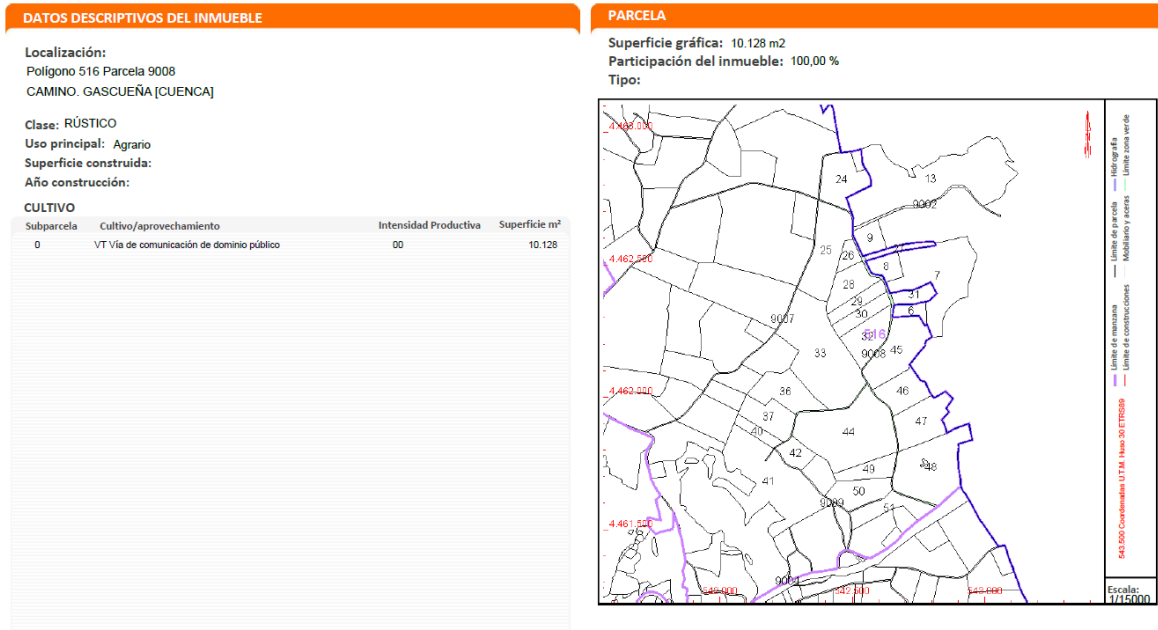 DATOS DESCRIPTIVOS DEL INMUEBLE
Localización:
Polígono 516 Parcela 9008
CAMINO. GASCUEÑA [CUENCA]
Clase: RÚSTICO
Uso principal: Agrario
Superficie construida:
Año construcción:
CULTIVO
Subparcela Cultivo/aprovechamiento Intensidad Productiva Superficie m²
0 VT Vía de comunicación de dominio público 00 10.128
PARCELA
Superficie gráfica: 10.128 m2
Participación del inmueble: 100,00 %
Tipo:
4.463.000
24
13
9002
9
25
26
4.462.500
8
7
28
31
29
6
30
9007
516
32
33
9008
45
4.462.000
36
46
37
47
40
44
42
49
48
41
50
9009
51
4.461.500
9004
542.500
Límite de manzana
Límite de parcela
Hidrografía
Límite de construcciones
Mobiliario y aceras
Límite zona verde
543.500 Coordenadas U.T.M. Huso 30 ETRS89
Escala:
1/15000